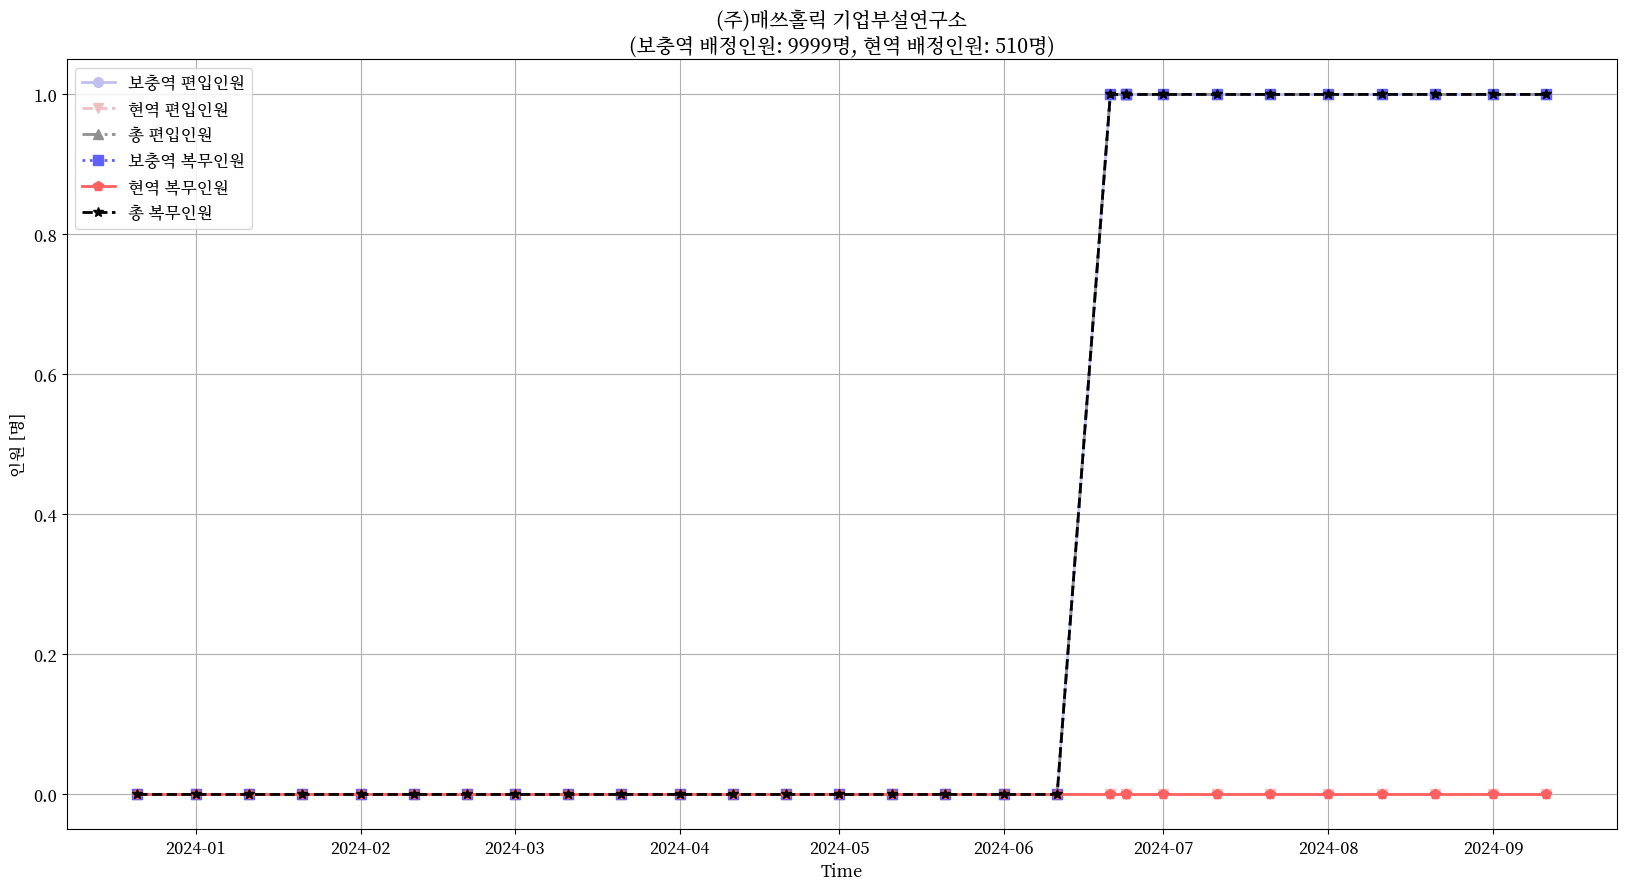 (주)매쓰홀릭 기업부설연구소
(보충역 배정인원: 9999명, 현역 배정인원: 510명)
보충역 편입인원
현역 편입인원
총 편입인원
보충역 복무인원
현역 복무인원
총 복무인원
1.0
0.8
0.6
0.4
0.2
0.0
인원 [명]
2024-01 2024-02 2024-03 2024-04 2024-05 2024-06 2024-07 2024-08 2024-09
Time